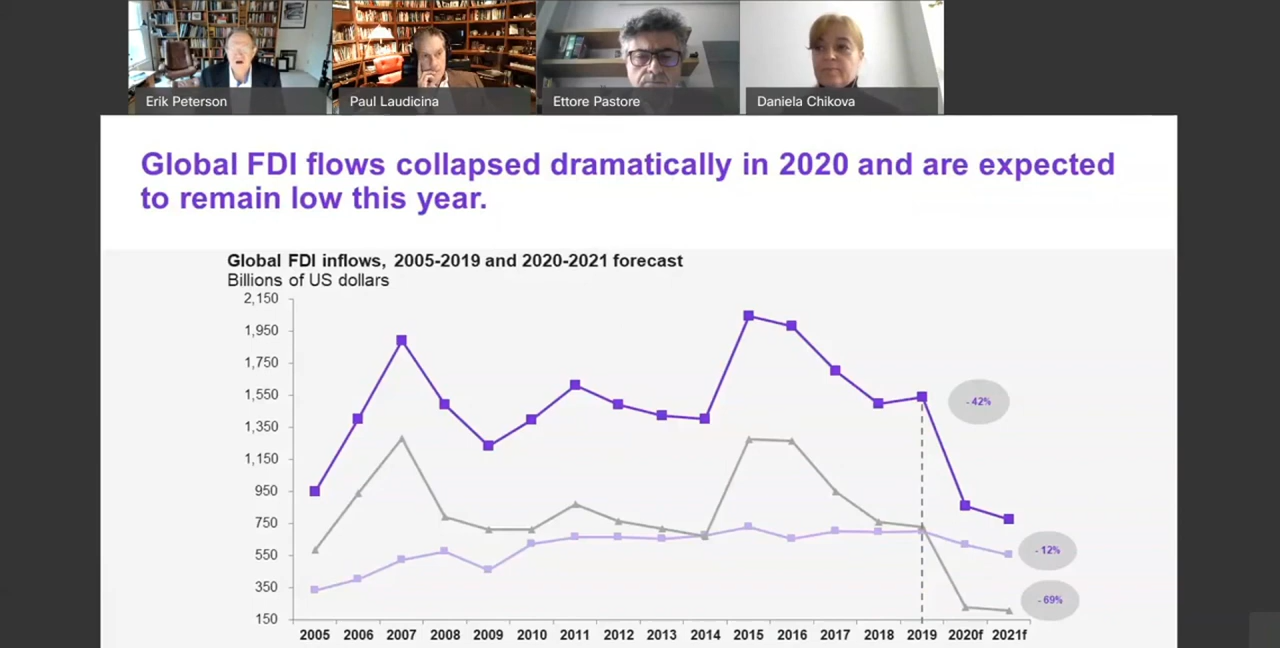 Erik Peterson
Paul Laudicina
Ettore Pastore
Daniela Chikova
Global FDI flows collapsed dramatically in 2020 and are expected
to remain low this year.
Global FDI inflows, 2005-2019 and 2020-2021 forecast
Billions of US dollars
2,150
1,950
1,750
1,550
1,350
1,150
950
750
550
350
150
- 42%
- 12%
- 69%
2005 2006 2007 2008 2009 2010 2011 2012 2013 2014 2015 2016 2017 2018 2019 2020f 2021f